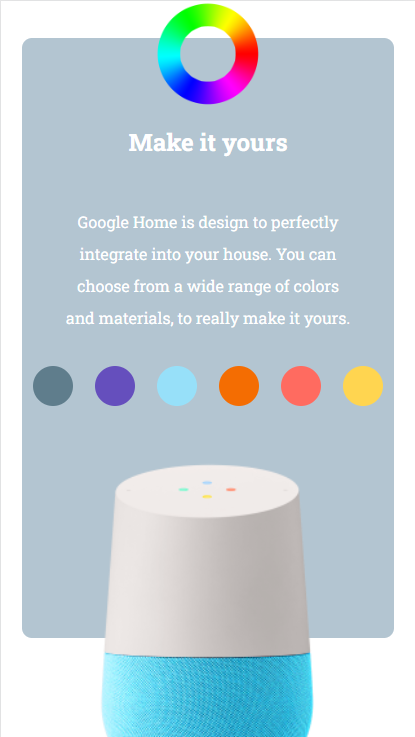 Make it yours
Google Home is design to perfectly
integrate into your house. You can
choose from a wide range of colors
and materials, to really make it yours.